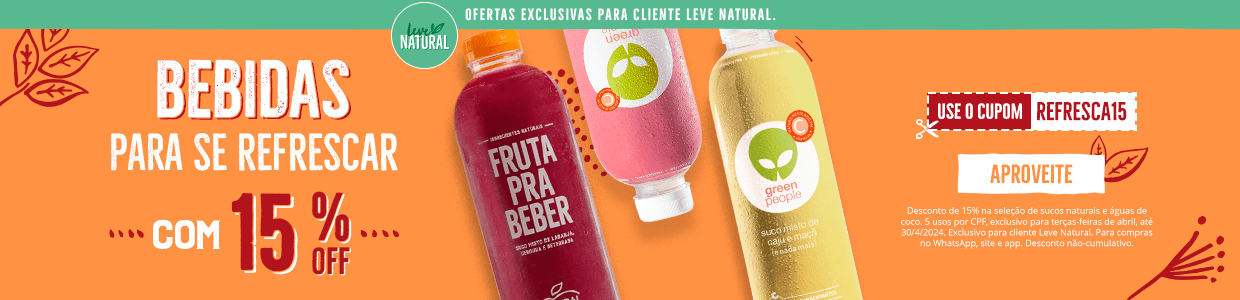 OFERTAS EXCLUSIVAS PARA CLIENTE LEVE NATURAL.
leve
NATURAL
BEBIDAS
PARA SE REFRESCAR
COM 15% OFF
INGREDIENTES NATURAIS
FRUTA
PRA
BEBER
SUCO MISTO DE LARANJA,
CENOURA E BETERRABA
green
people
green
people
suco misto de
caju e maçã
(e nada mais)
USE O CUPOM REFRESCA15
APROVEITE
Desconto de 15% na seleção de sucos naturais e águas de
coco. 5 usos por CPF, exclusivo para terças-feiras de abril, até
30/4/2024. Exclusivo para cliente Leve Natural. Para compras
no WhatsApp, site e app. Desconto não-cumulativo.